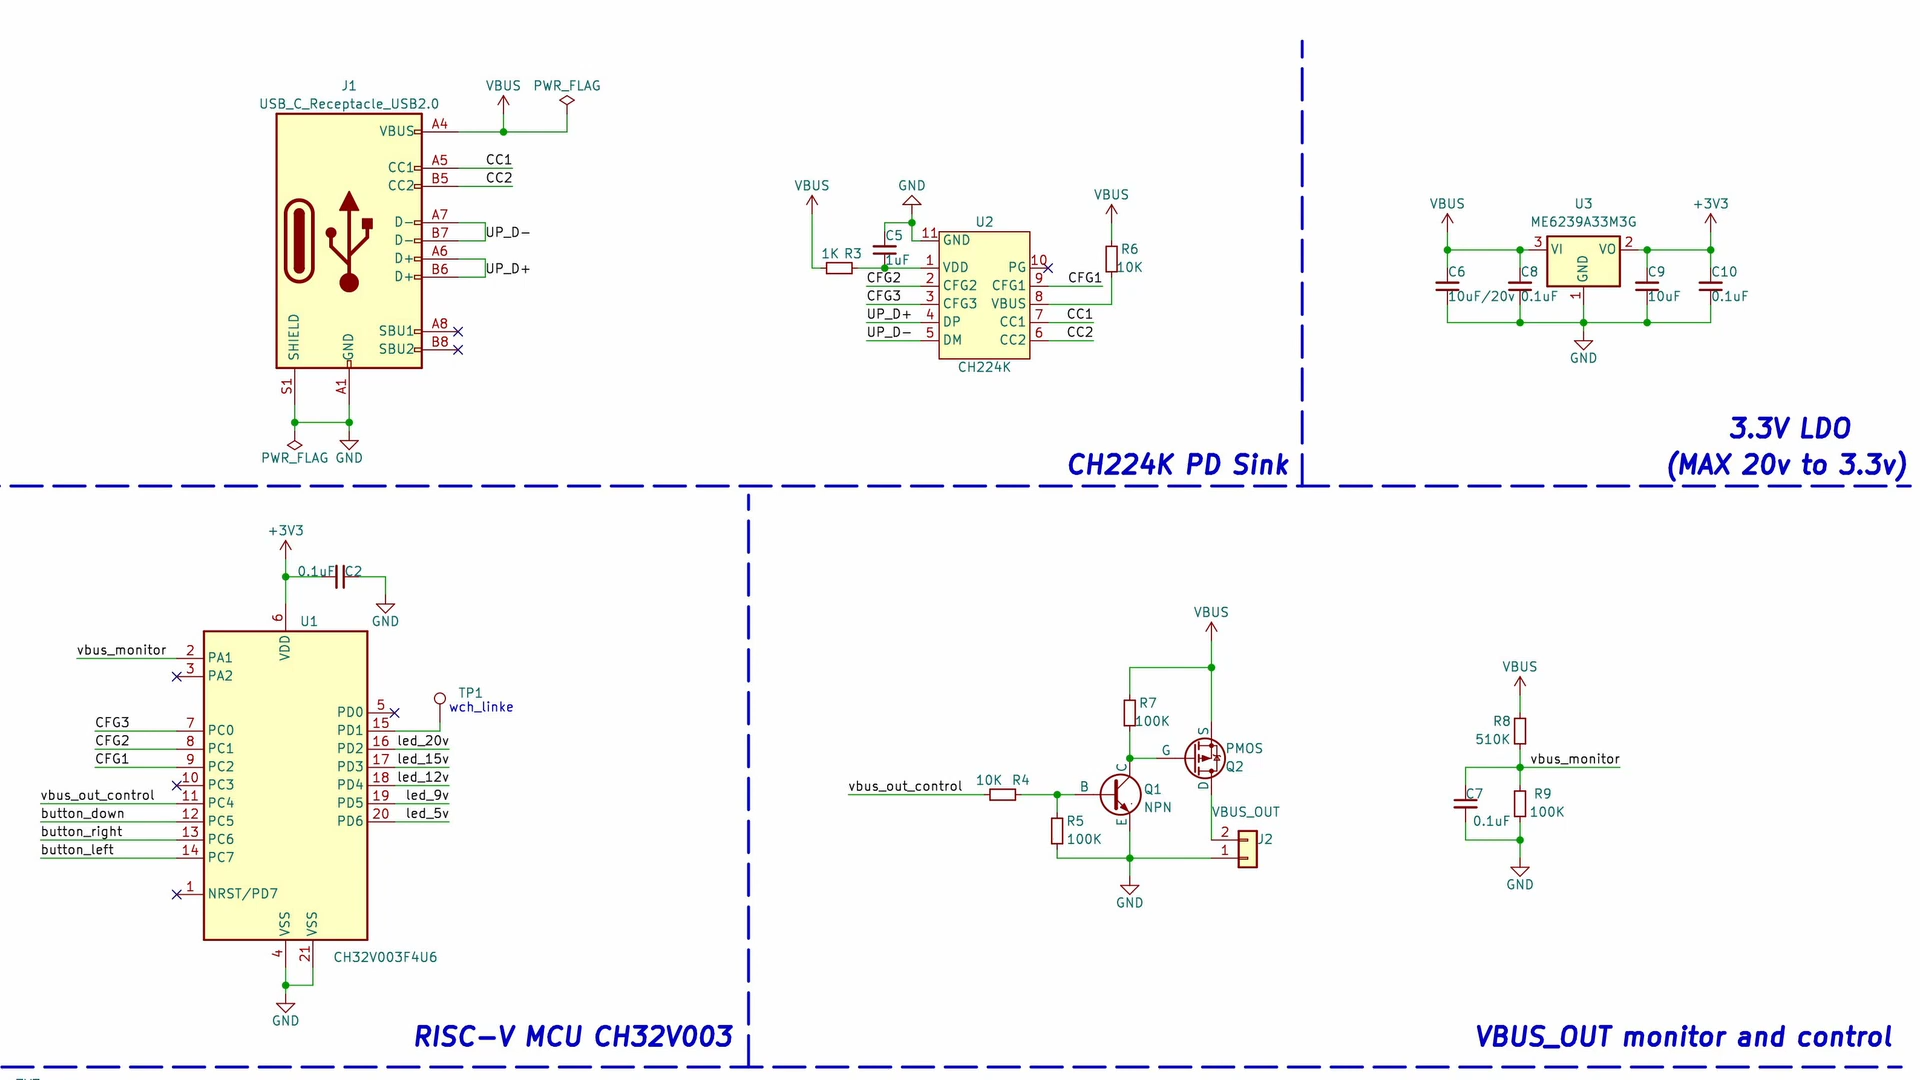 J1
USB_C_Receptacle_USB2.0
VBUS
PWR_FLAG
VBUS A4
CC1 A5 CC1
CC2 B5 CC2
D- A7
D- B7 UP_D-
D+ A6
D+ B6 UP_D+
SBU1 A8
SBU2 B8
SHIELD
GND
S1
A1
PWR_FLAG
GND
VBUS
GND
VBUS
U2
C5
1uF
1K R3
R6
10K
11 GND
1 VDD
PG 10
CFG2 2 CFG2
CFG1 9 CFG1
CFG3 3 CFG3
VBUS 8
UP_D+ 4 DP
CC1 7 CC1
UP_D- 5 DM
CC2 6 CC2
CH224K
CH224K PD Sink
VBUS
U3
ME6239A33M3G
+3V3
3 VI
VO 2
GND
1
C6
10uF/20v
C8
0.1uF
C9
10uF
C10
0.1uF
GND
3.3V LDO
(MAX 20v to 3.3v)
+3V3
0.1uF C2
GND
6
U1
VDD
vbus_monitor 2 PA1
3 PA2
TP1
wch_linke
PD0 5
CFG3 7 PC0
PD1 15
CFG2 8 PC1
PD2 16 led_20v
CFG1 9 PC2
PD3 17 led_15v
10 PC3
PD4 18 led_12v
vbus_out_control 11 PC4
PD5 19 led_9v
button_down 12 PC5
PD6 20 led_5v
button_right 13 PC6
button_left 14 PC7
1 NRST/PD7
VSS
VSS
4
21
CH32V003F4U6
GND
RISC-V MCU CH32V003
VBUS
R7
100K
S
G
D
PMOS
Q2
vbus_out_control
10K R4
B
C
E
Q1
NPN
R5
100K
VBUS_OUT
2
1
J2
GND
VBUS
R8
510K
vbus_monitor
C7
0.1uF
R9
100K
GND
VBUS_OUT monitor and control